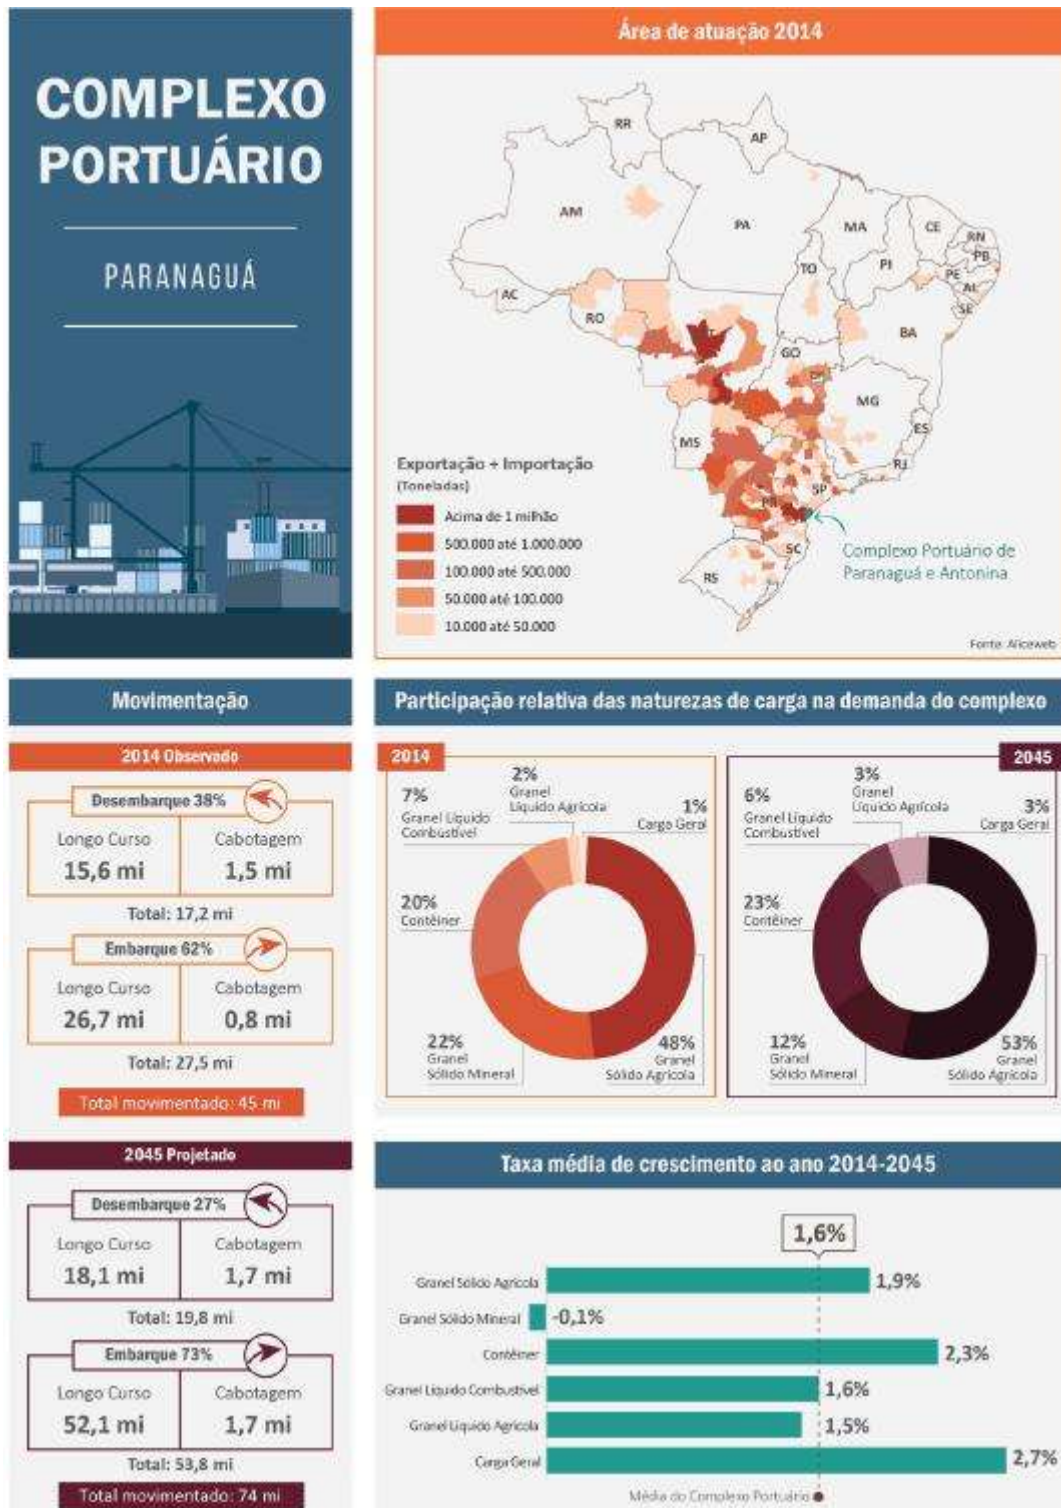 COMPLEXO
PORTUÁRIO
PARANAGUÁ
Área de atuação 2014
RR
AP
AM
PA
MA
CE
RN
PB
PE
AL
SE
PI
TO
AC
RO
BA
GO
MG
ES
MS
RJ
SP
PR
SC
RS
Exportação + Importação
(Toneladas)
Acima de 1 milhão
500.000 até 1.000.000
100.000 até 500.000
50.000 até 100.000
10.000 até 50.000
Complexo Portuário de
Paranaguá e Antonina
Fonte: Aliceweb
Movimentação
2014 Observado
Desembarque 38%
Longo Curso
15,6 mi
Cabotagem
1,5 mi
Total: 17,2 mi
Embarque 62%
Longo Curso
26,7 mi
Cabotagem
0,8 mi
Total: 27,5 mi
Total movimentado: 45 mi
2045 Projetado
Desembarque 27%
Longo Curso
18,1 mi
Cabotagem
1,7 mi
Total: 19,8 mi
Embarque 73%
Longo Curso
52,1 mi
Cabotagem
1,7 mi
Total: 53,8 mi
Total movimentado: 74 mi
Participação relativa das naturezas de carga na demanda do complexo
2014
2%
Granel
Líquido Agrícola
7%
Granel Líquido
Combustível
1%
Carga Geral
20%
Contêiner
22%
Granel
Sólido Mineral
48%
Granel
Sólido Agrícola
2045
3%
Granel
Líquido Agrícola
6%
Granel Líquido
Combustível
3%
Carga Geral
23%
Contêiner
12%
Granel
Sólido Mineral
53%
Granel
Sólido Agrícola
Taxa média de crescimento ao ano 2014-2045
1,6%
Granel Sólido Agrícola
1,9%
Granel Sólido Mineral
-0,1%
Contêiner
2,3%
Granel Líquido Combustível
1,6%
Granel Líquido Agrícola
1,5%
Carga Geral
2,7%
Média do Complexo Portuário